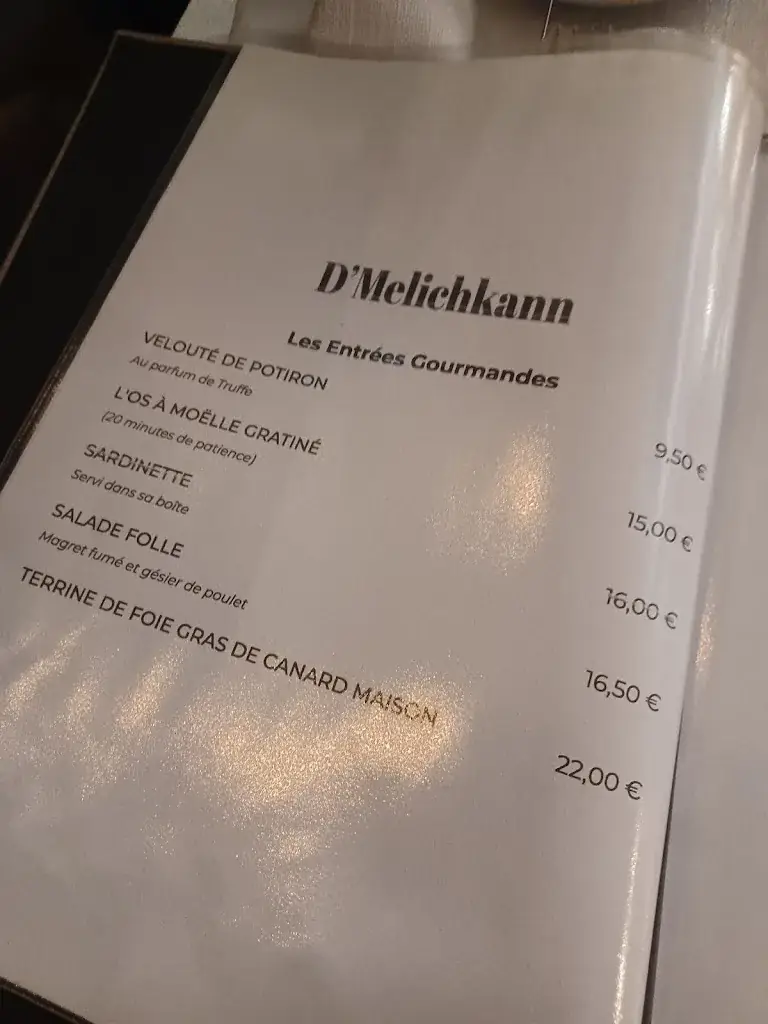 D'Melichkann
Les Entrées Gourmandes
VELOUTÉ DE POTIRON 9,50 €
Au parfum de Truffe
L'OS À MOËLLE GRATINÉ 15,00 €
(20 minutes de patience)
SARDINETTE 16,00 €
Servi dans sa boîte
SALADE FOLLE 16,50 €
Magret fumé et gésier de poulet
TERRINE DE FOIE GRAS DE CANARD MAISON 22,00 €